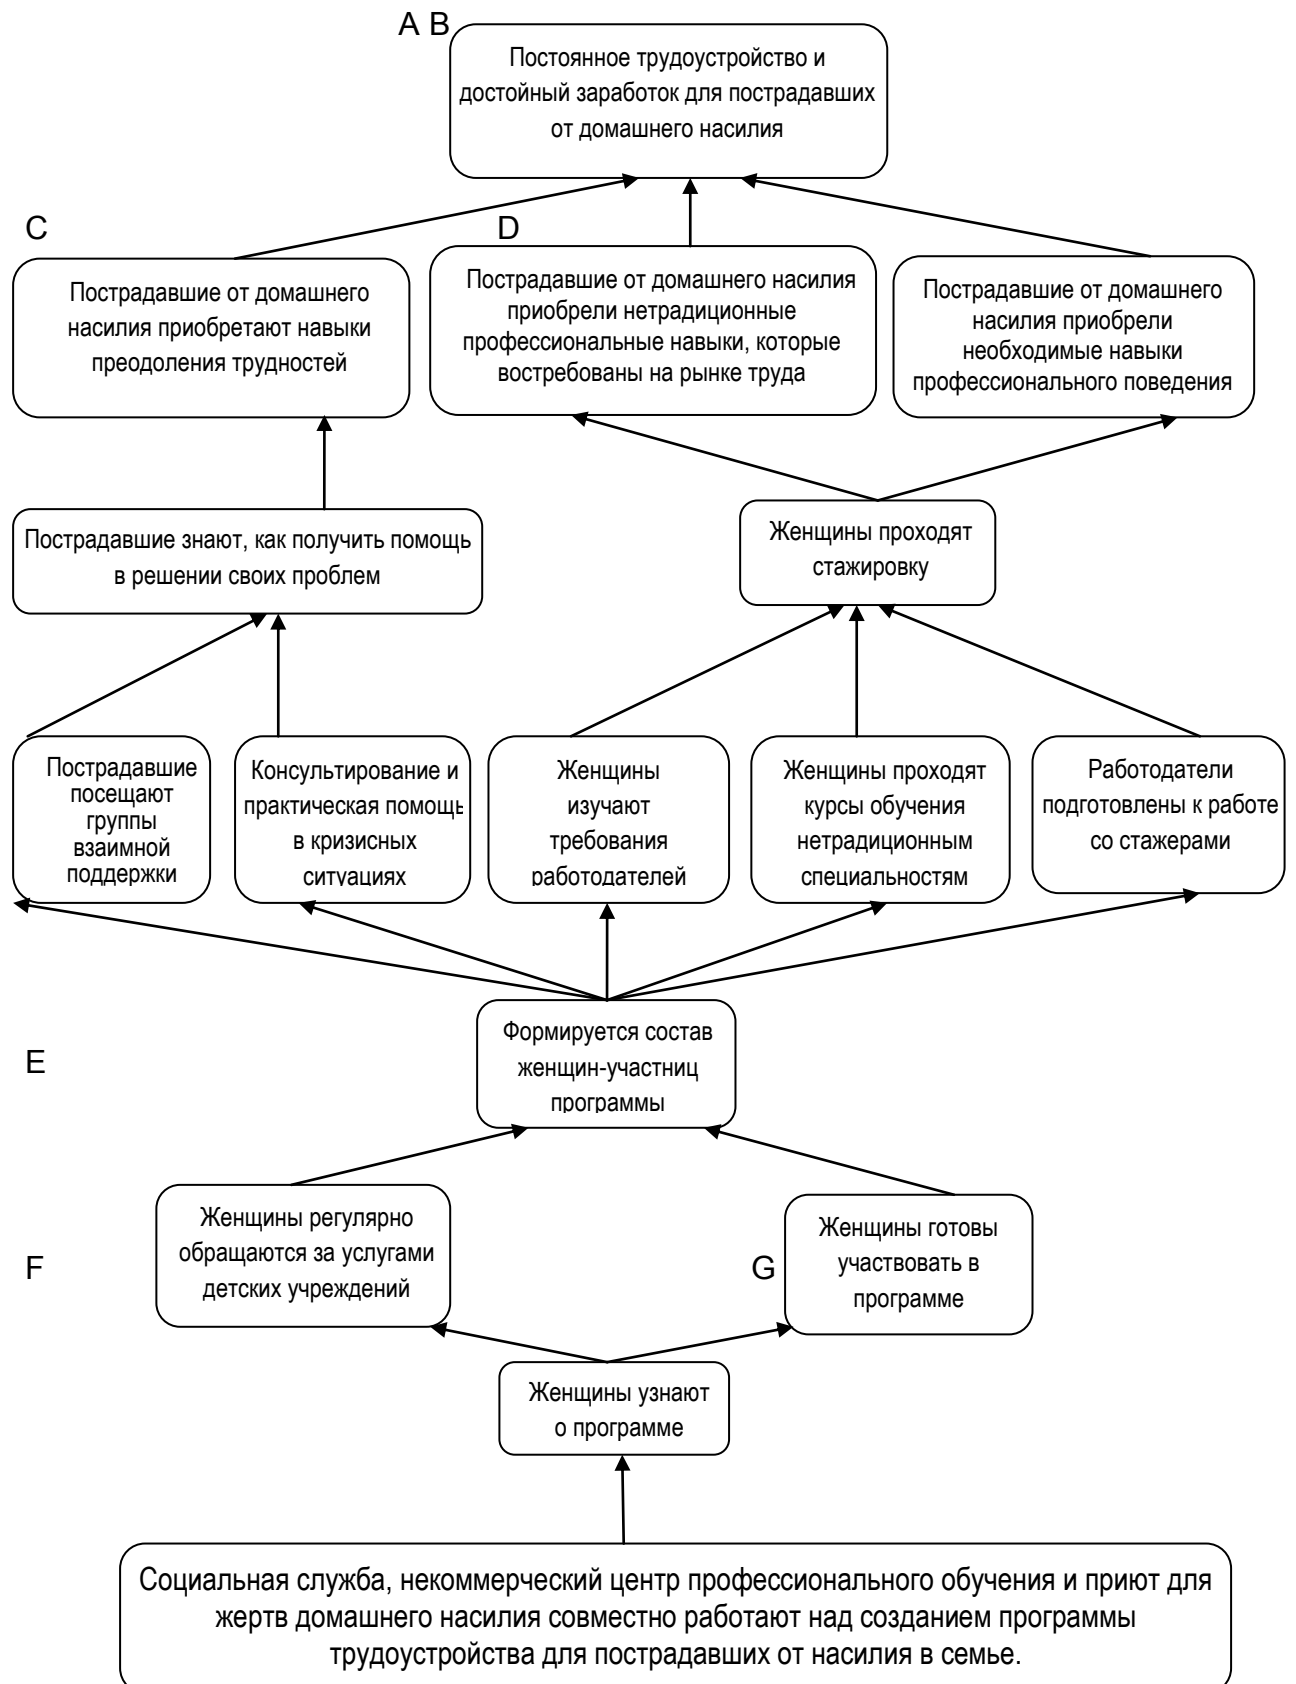 A B
Постоянное трудоустройство и
достойный заработок для пострадавших
от домашнего насилия
C
Пострадавшие от домашнего
насилия приобретают навыки
преодоления трудностей
D
Пострадавшие от домашнего насилия
приобрели нетрадиционные
профессиональные навыки, которые
востребованы на рынке труда
Пострадавшие от домашнего
насилия приобрели
необходимые навыки
профессионального поведения
Пострадавшие знают, как получить помощь
в решении своих проблем
Женщины проходят
стажировку
Пострадавшие
посещают
группы
взаимной
поддержки
Консультирование и
практическая помощь
в кризисных
ситуациях
Женщины
изучают
требования
работодателей
Женщины проходят
курсы обучения
нетрадиционным
специальностям
Работодатели
подготовлены к работе
со стажерами
E
Формируется состав
женщин-участниц
программы
F
Женщины регулярно
обращаются за услугами
детских учреждений
G
Женщины готовы
участвовать в
программе
Женщины узнают
о программе
Социальная служба, некоммерческий центр профессионального обучения и приют для
жертв домашнего насилия совместно работают над созданием программы
трудоустройства для пострадавших от насилия в семье.